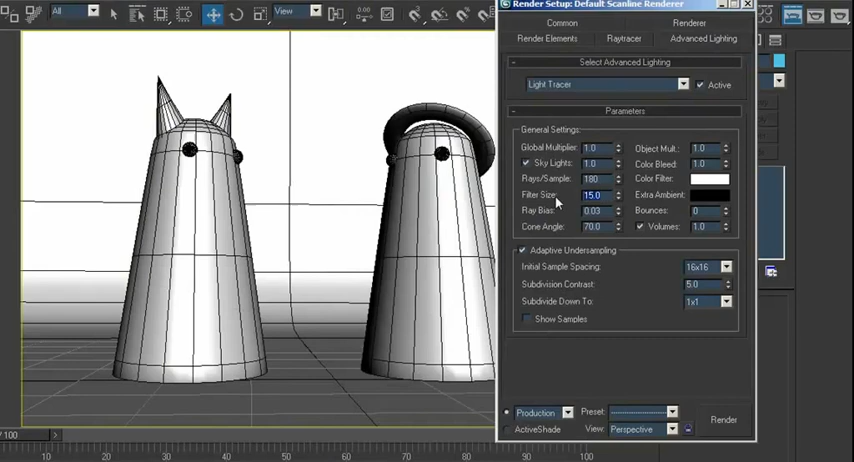 Render Setup: Default Scanline Renderer
All
View
Common
Renderer
Render Elements
Raytracer
Advanced Lighting
- Select Advanced Lighting
Light Tracer
Active
- Parameters
General Settings:
Global Multiplier: 1.0 Object Mult.: 1.0
Sky Lights: 1.0 Color Bleed: 1.0
Rays/Sample: 180 Color Filter:
Filter Size: 15.0 Extra Ambient:
Ray Bias: 0.03 Bounces: 0
Cone Angle: 70.0 Volumes: 1.0
Adaptive Undersampling
Initial Sample Spacing: 16x16
Subdivision Contrast: 5.0
Subdivide Down To: 1x1
Show Samples
Production Preset: --------------------
Render
ActiveShade View: Perspective
/ 100
10 20 30 40 50 60 70 80 90 100